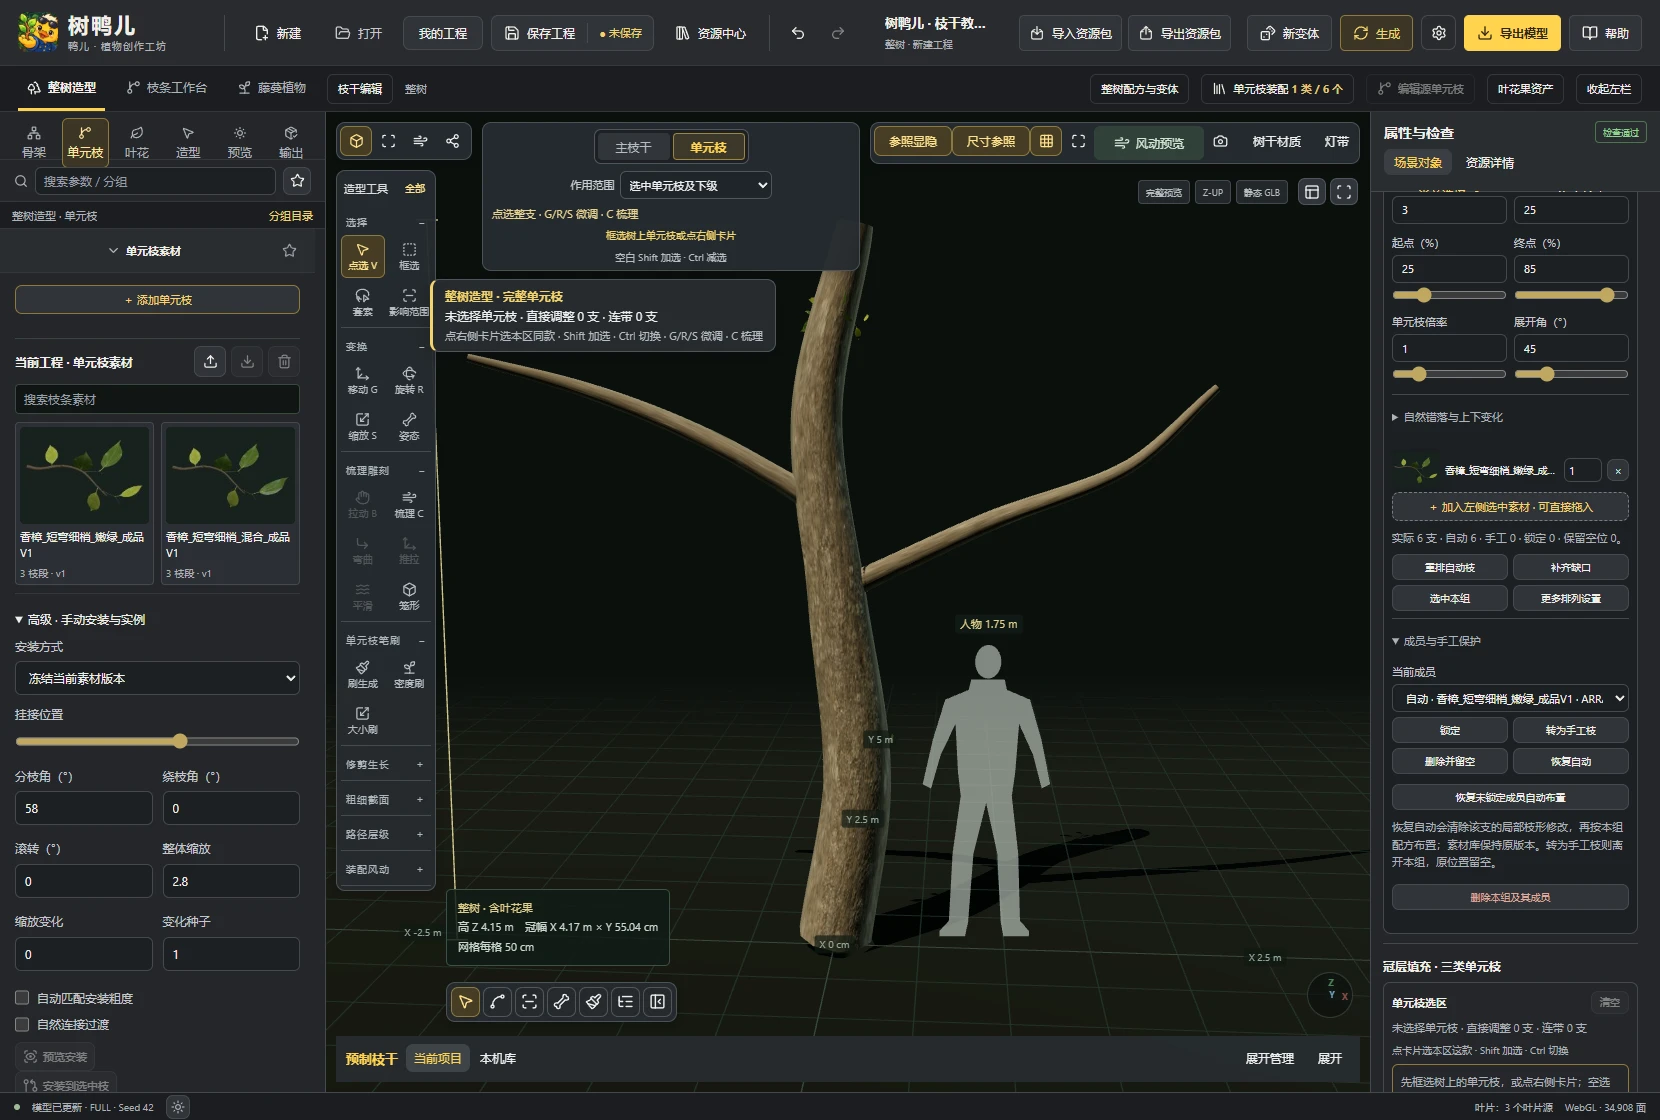 树鸭儿
鸭儿 · 植物创作工坊
新建
打开
我的工程
保存工程
未保存
资源中心
树鸭儿 · 枝干教...
整树 · 新建工程
导入资源包
导出资源包
新变体
生成
导出模型
帮助
整树造型
枝条工作台
藤蔓植物
枝干编辑
整树
整树配方与变体
单元枝装配 1 类 / 6 个
编辑源单元枝
叶花果资产
收起左栏
骨架
单元枝
叶花
造型
预览
输出
搜索参数 / 分组
整树造型 · 单元枝
分组目录
单元枝素材
+ 添加单元枝
当前工程 · 单元枝素材
搜索枝条素材
香樟_短弯细梢_嫩绿_成品V1
3 枝段 · v1
香樟_短弯细梢_混合_成品V1
3 枝段 · v1
高级 · 手动安装与实例
安装方式
冻结当前素材版本
挂接位置
分枝角（°）
绕枝角（°）
58
0
滚转（°）
整体缩放
0
2.8
缩放变化
变化种子
0
1
自动匹配安装粗度
自然连接过渡
预览安装
安装到选中枝
模型已更新 · FULL · Seed 42
造型工具
全部
选择
点选 V
框选
套索
影响范围
变换
移动 G
旋转 R
缩放 S
姿态
梳理雕刻
拉动 B
梳理 C
弯曲
推拉
平滑
笼形
单元枝笔刷
刷生成
密度刷
大小刷
修剪生长 +
粗细截面 +
路径层级 +
装配风动 +
主枝干
单元枝
作用范围
选中单元枝及下级
点选整支 · G/R/S 微调 · C 梳理
框选树上单元枝或点右侧卡片
空白 Shift 加选 · Ctrl 减选
整树造型 · 完整单元枝
未选择单元枝 · 直接调整 0 支 · 连带 0 支
点右侧卡片选本区同款 · Shift 加选 · Ctrl 切换 · G/R/S 微调 · C 梳理
参照显隐
尺寸参照
风动预览
树干材质
灯带
完整预览
Z-UP
静态 GLB
人物 1.75 m
Y 5 m
Y 2.5 m
X 0 cm
X -2.5 m
X 2.5 m
Z
Y
X
整树 · 含叶花果
高 Z 4.15 m 冠幅 X 4.17 m × Y 55.04 cm
网格每格 50 cm
预制枝干
当前项目
本机库
展开管理
展开
属性与检查
检查通过
场景对象
资源详情
3
25
起点（%）
终点（%）
25
85
单元枝倍率
展开角（°）
1
45
自然错落与上下变化
香樟_短弯细梢_嫩绿_成...
1
×
+ 加入左侧选中素材 · 可直接拖入
实际 6 支 · 自动 6 · 手工 0 · 锁定 0 · 保留空位 0。
重排自动枝
补齐缺口
选中本组
更多排列设置
成员与手工保护
当前成员
自动 · 香樟_短弯细梢_嫩绿_成品V1 · ARR.
锁定
转为手工枝
删除并留空
恢复自动
恢复未锁定成员自动布置
恢复自动会清除该支的局部枝形修改，再按本组
配方布置；素材库保持原版本。转为手工枝则离
开本组，原位置留空。
删除本组及其成员
冠层填充 · 三类单元枝
单元枝选区
清空
未选择单元枝 · 直接调整 0 支 · 连带 0 支
点卡片选本区这款 · Shift 加选 · Ctrl 切换
先框选树上的单元枝，或点右侧卡片；空选
叶片：3 个叶片源
WebGL · 34,908 面